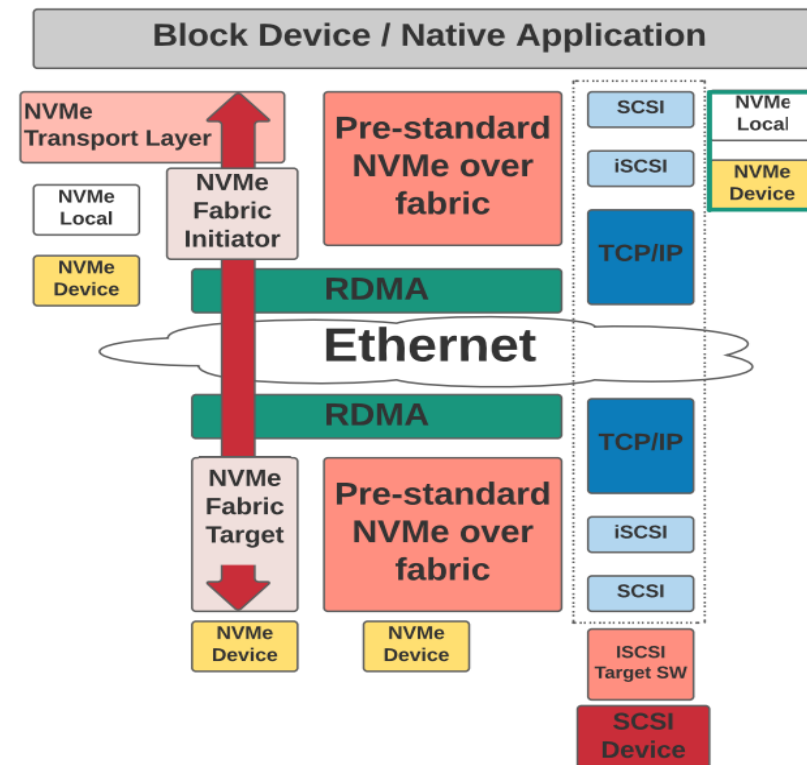 Block Device / Native Application
NVMe
Transport Layer
NVMe
Local
NVMe
Device
NVMe
Fabric
Initiator
Pre-standard
NVMe over
fabric
SCSI
iSCSI
TCP/IP
NVMe
Local
NVMe
Device
RDMA
Ethernet
RDMA
NVMe
Fabric
Target
NVMe
Device
Pre-standard
NVMe over
fabric
NVMe
Device
TCP/IP
iSCSI
SCSI
ISCSI
Target SW
SCSI
Device